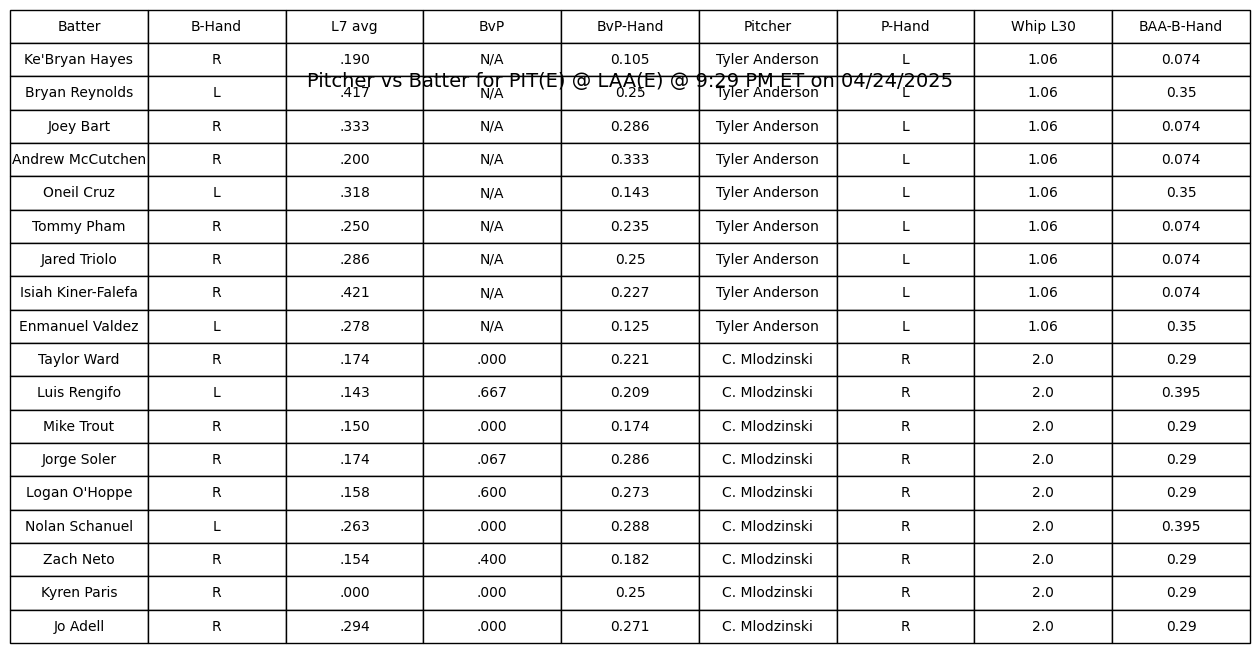 Batter B-Hand L7 avg BvP BvP-Hand Pitcher P-Hand Whip L30 BAA-B-Hand
Ke'Bryan Hayes R .190 N/A 0.105 Tyler Anderson L 1.06 0.074
Pitcher vs Batter for PIT(E) @ LAA(E) @ 9:29 PM ET on 04/24/2025
Bryan Reynolds L .417 N/A 0.25 Tyler Anderson L 1.06 0.35
Joey Bart R .333 N/A 0.286 Tyler Anderson L 1.06 0.074
Andrew McCutchen R .200 N/A 0.333 Tyler Anderson L 1.06 0.074
Oneil Cruz L .318 N/A 0.143 Tyler Anderson L 1.06 0.35
Tommy Pham R .250 N/A 0.235 Tyler Anderson L 1.06 0.074
Jared Triolo R .286 N/A 0.25 Tyler Anderson L 1.06 0.074
Isiah Kiner-Falefa R .421 N/A 0.227 Tyler Anderson L 1.06 0.074
Enmanuel Valdez L .278 N/A 0.125 Tyler Anderson L 1.06 0.35
Taylor Ward R .174 .000 0.221 C. Mlodzinski R 2.0 0.29
Luis Rengifo L .143 .667 0.209 C. Mlodzinski R 2.0 0.395
Mike Trout R .150 .000 0.174 C. Mlodzinski R 2.0 0.29
Jorge Soler R .174 .067 0.286 C. Mlodzinski R 2.0 0.29
Logan O'Hoppe R .158 .600 0.273 C. Mlodzinski R 2.0 0.29
Nolan Schanuel L .263 .000 0.288 C. Mlodzinski R 2.0 0.395
Zach Neto R .154 .400 0.182 C. Mlodzinski R 2.0 0.29
Kyren Paris R .000 .000 0.25 C. Mlodzinski R 2.0 0.29
Jo Adell R .294 .000 0.271 C. Mlodzinski R 2.0 0.29